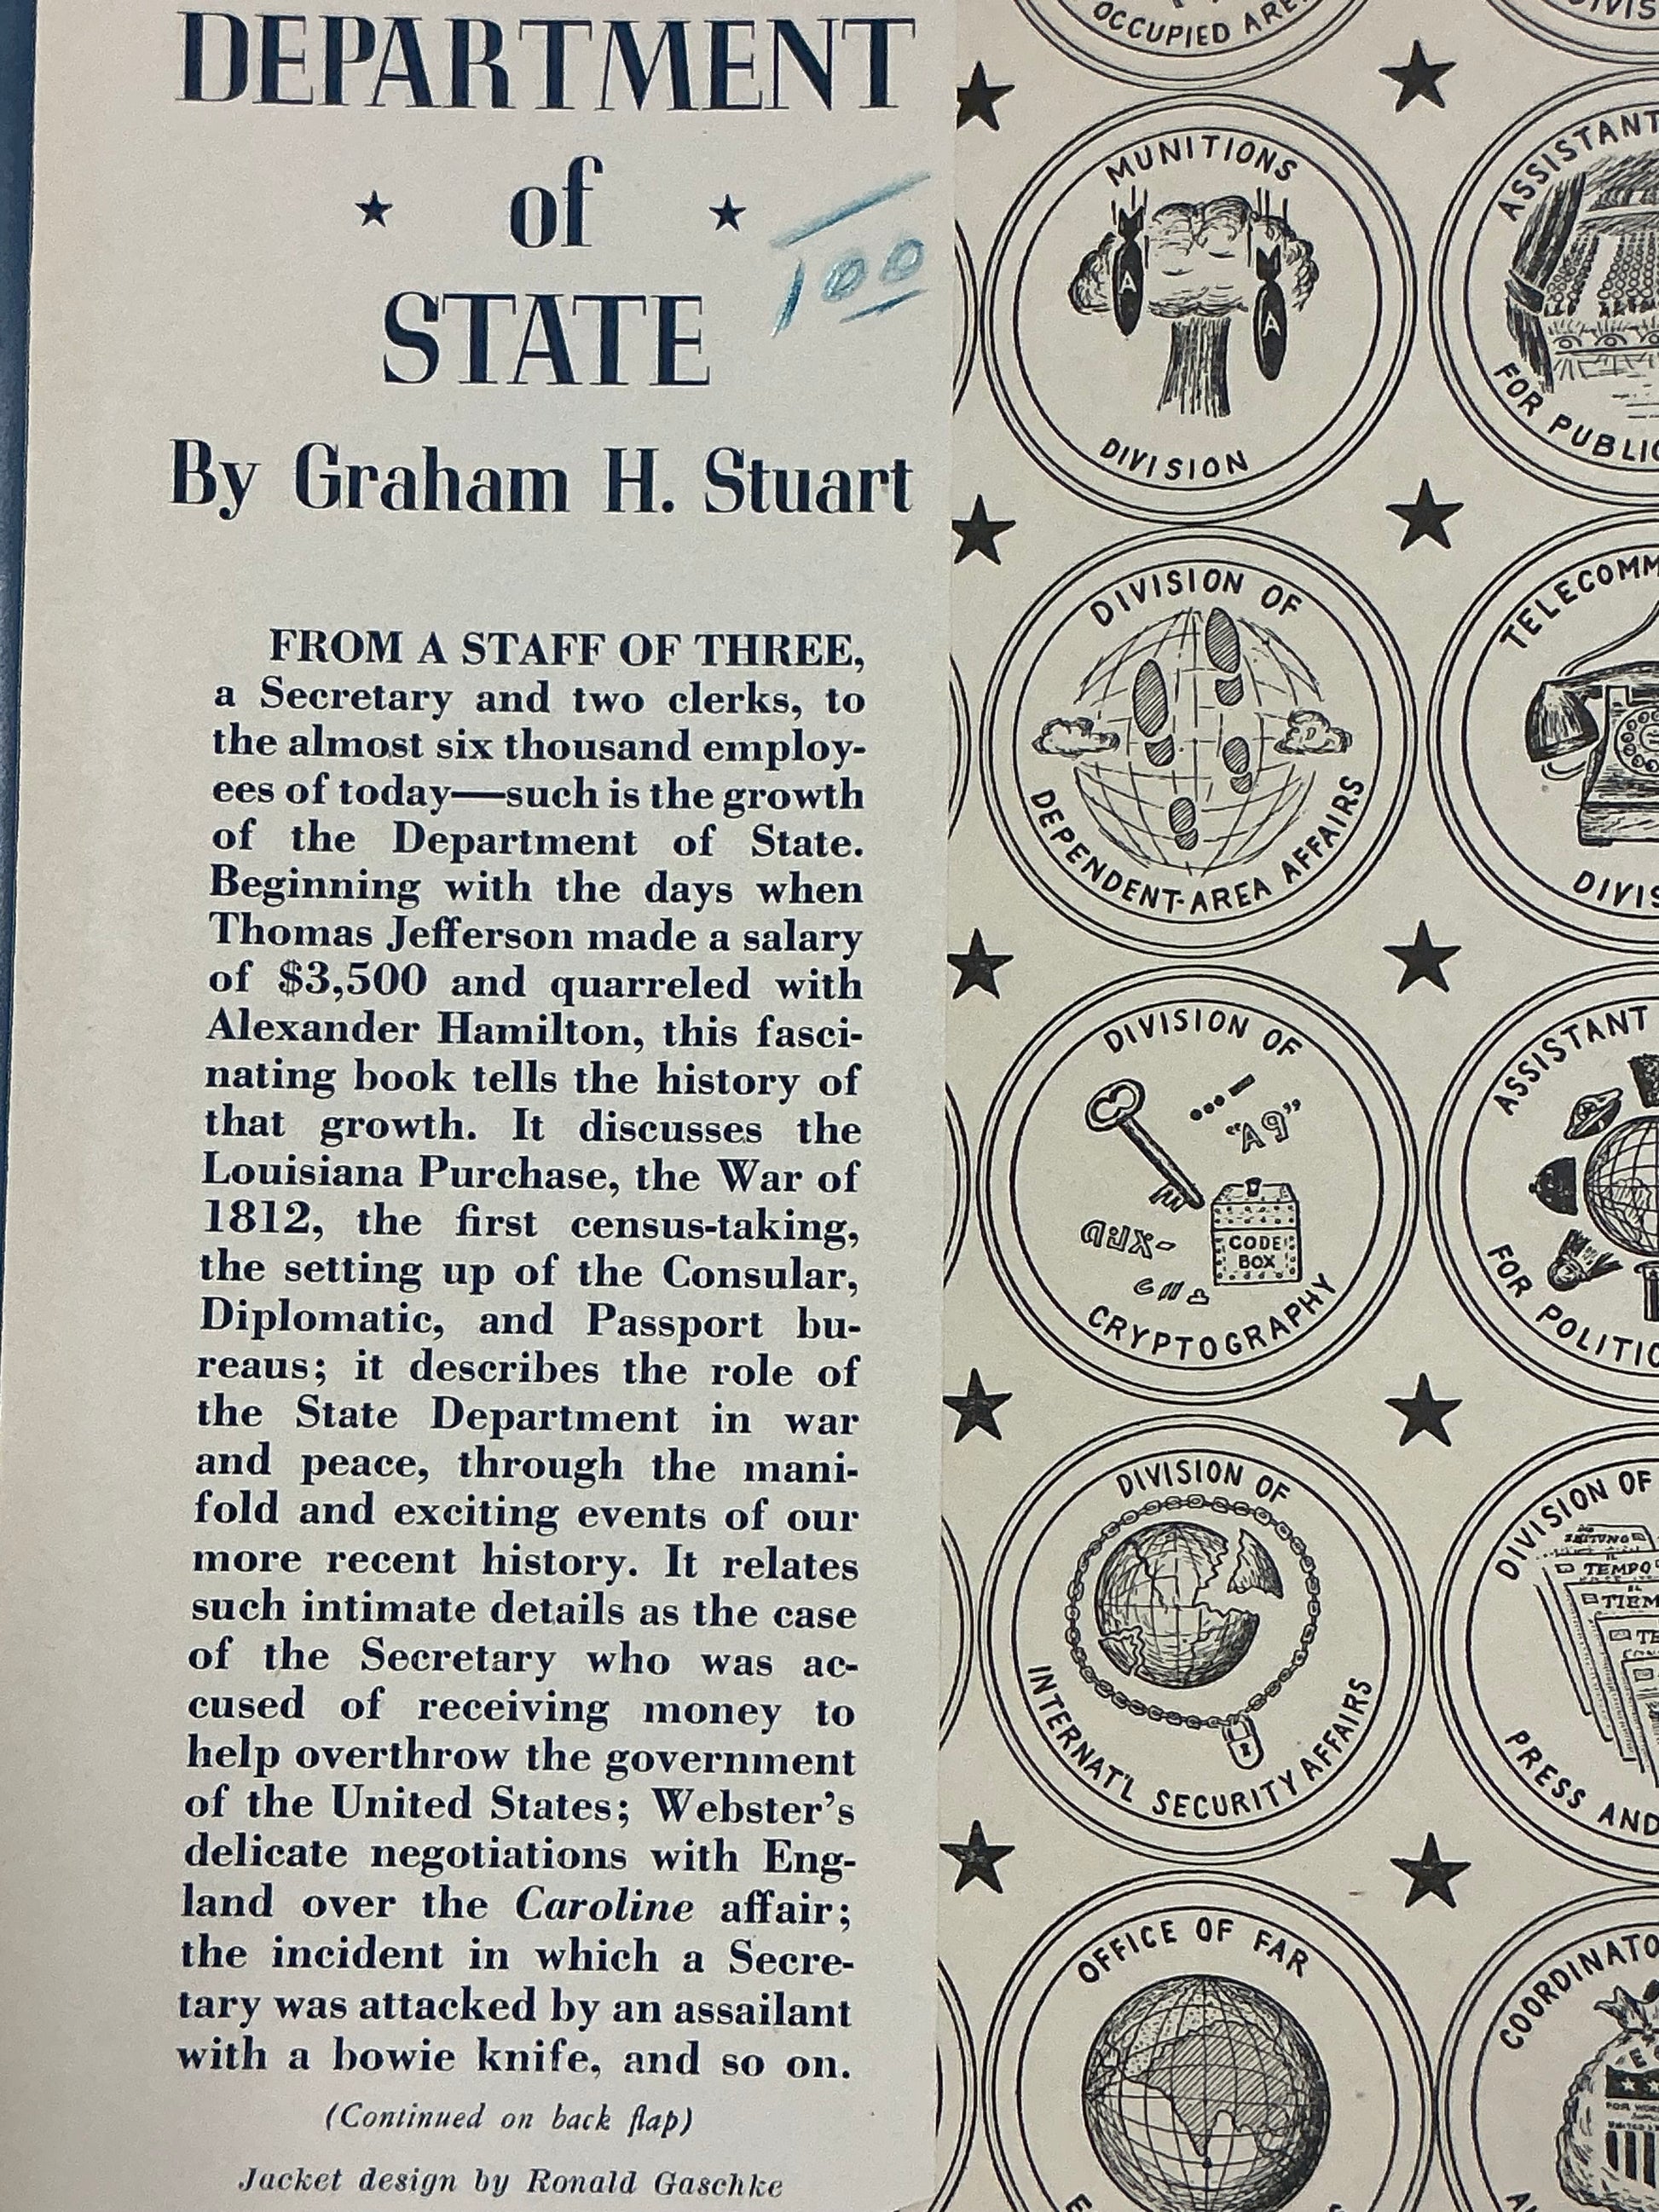 DEPARTMENT
of
STATE
100
By Graham H. Stuart
FROM A STAFF OF THREE,
a Secretary and two clerks, to
the almost six thousand employ-
ees of today—such is the growth
of the Department of State.
Beginning with the days when
Thomas Jefferson made a salary
of $3,500 and quarreled with
Alexander Hamilton, this fasci-
nating book tells the history of
that growth. It discusses the
Louisiana Purchase, the War of
1812, the first census-taking,
the setting up of the Consular,
Diplomatic, and Passport bu-
reaus; it describes the role of
the State Department in war
and peace, through the mani-
fold and exciting events of our
more recent history. It relates
such intimate details as the case
of the Secretary who was ac-
cused of receiving money to
help overthrow the government
of the United States; Webster's
delicate negotiations with Eng-
land over the Caroline affair;
the incident in which a Secre-
tary was attacked by an assailant
with a bowie knife, and so on.
(Continued on back flap)
Jacket design by Ronald Gaschke
OCCUPIED
MUNITIONS
A
A
DIVISION
ASSISTANT
FOR PUBLIC
DIVISION OF
DEPENDENT-AREA AFFAIRS
TELECOMM
DIVIS
DIVISION OF
"A9"
CODE
BOX
CRYPTOGRAPHY
ASSISTANT
FOR POLITIC
DIVISION OF
INTERNAT'L SECURITY AFFAIRS
DIVISION OF
ZEITUNG
IL
TEMPO
EL
TIEM
TE
PRESS AND
OFFICE OF FAR
COORDINATO